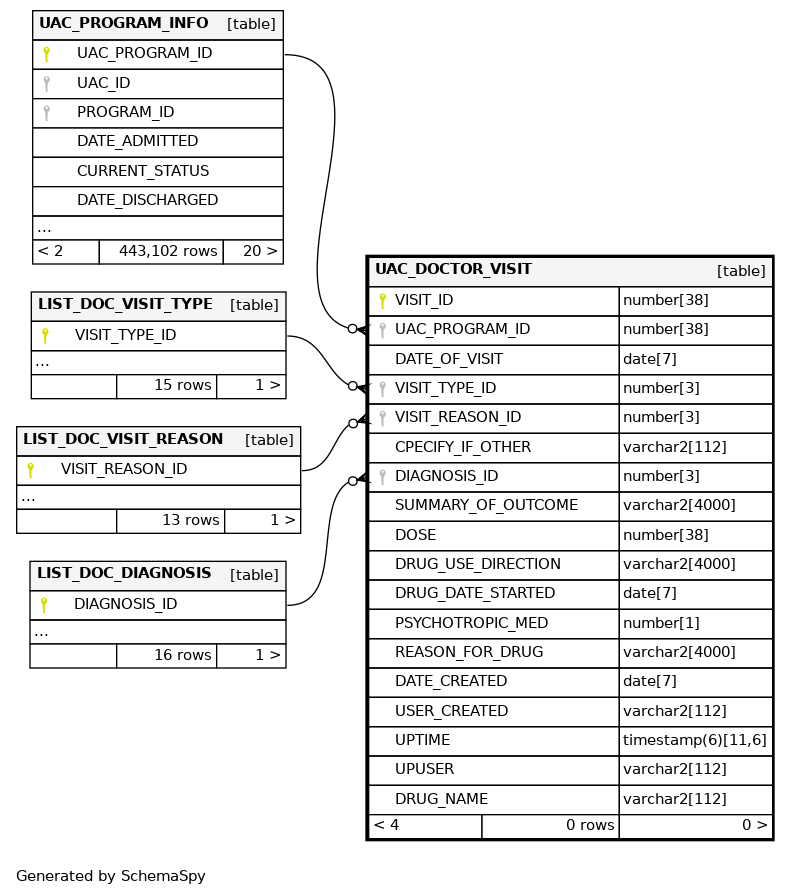 UAC_PROGRAM_INFO [table]
UAC_PROGRAM_ID
UAC_ID
PROGRAM_ID
DATE_ADMITTED
CURRENT_STATUS
DATE_DISCHARGED
...
< 2 443,102 rows 20 >
LIST_DOC_VISIT_TYPE [table]
VISIT_TYPE_ID
...
15 rows 1 >
LIST_DOC_VISIT_REASON [table]
VISIT_REASON_ID
...
13 rows 1 >
LIST_DOC_DIAGNOSIS [table]
DIAGNOSIS_ID
...
16 rows 1 >
UAC_DOCTOR_VISIT [table]
VISIT_ID number[38]
UAC_PROGRAM_ID number[38]
DATE_OF_VISIT date[7]
VISIT_TYPE_ID number[3]
VISIT_REASON_ID number[3]
CPECIFY_IF_OTHER varchar2[112]
DIAGNOSIS_ID number[3]
SUMMARY_OF_OUTCOME varchar2[4000]
DOSE number[38]
DRUG_USE_DIRECTION varchar2[4000]
DRUG_DATE_STARTED date[7]
PSYCHOTROPIC_MED number[1]
REASON_FOR_DRUG varchar2[4000]
DATE_CREATED date[7]
USER_CREATED varchar2[112]
UPTIME timestamp(6)[11,6]
UPUSER varchar2[112]
DRUG_NAME varchar2[112]
< 4 0 rows 0 >
Generated by SchemaSpy